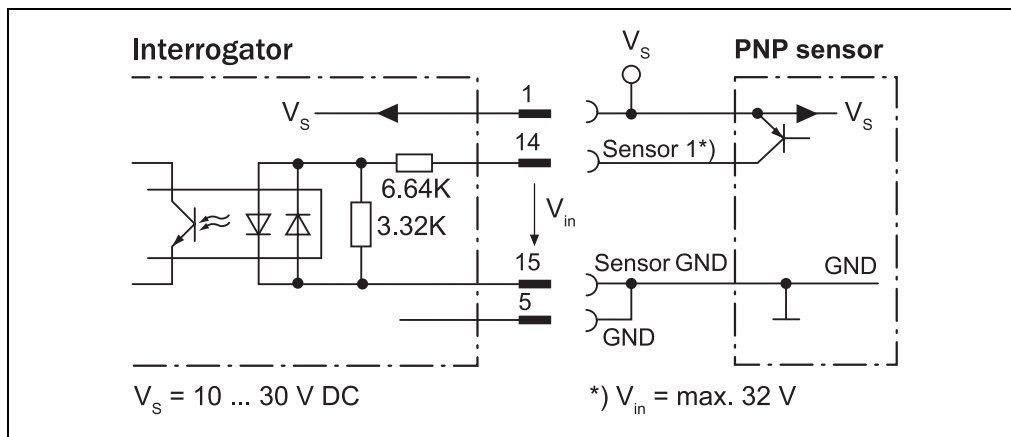 Interrogator
V_S
PNP sensor
V_S
1
V_S
14
Sensor 1*)
6.64K
3.32K
V_in
15
Sensor GND
GND
5
GND
V_S = 10 ... 30 V DC
*) V_in = max. 32 V